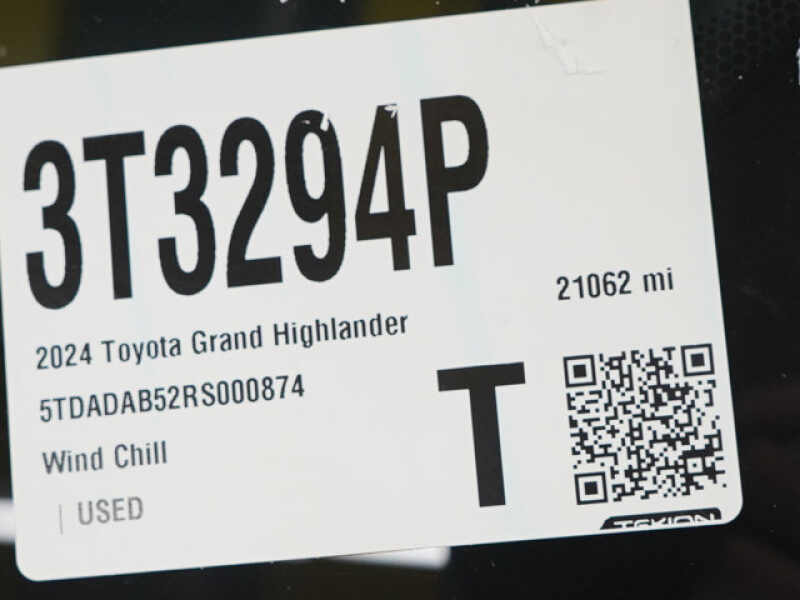 3T3294P
21062 mi
2024 Toyota Grand Highlander
5TDADAB52RS000874
T
Wind Chill
| USED
TEKION